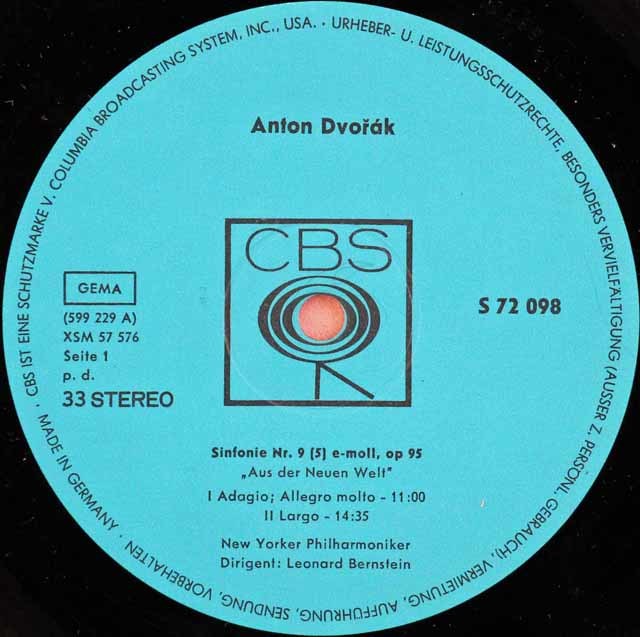 CBS IST EINE SCHUTZMARKE V. COLUMBIA BROADCASTING SYSTEM, INC., USA. · URHEBER- U. LEISTUNGSSCHUTZRECHTE, BESONDERS VERVIELFÄLTIGUNG (AUSSER Z. PERSÖNL. GEBRAUCH), VERMIETUNG, AUFFÜHRUNG, SENDUNG, VORBEHALTEN · MADE IN GERMANY ·
Anton Dvořák
CBS
GEMA
(599 229 A)
XSM 57 576
Seite 1
p. d.
33 STEREO
S 72 098
Sinfonie Nr. 9 (5) e-moll, op 95
„Aus der Neuen Welt"
I Adagio; Allegro molto - 11:00
II Largo - 14:35
New Yorker Philharmoniker
Dirigent: Leonard Bernstein